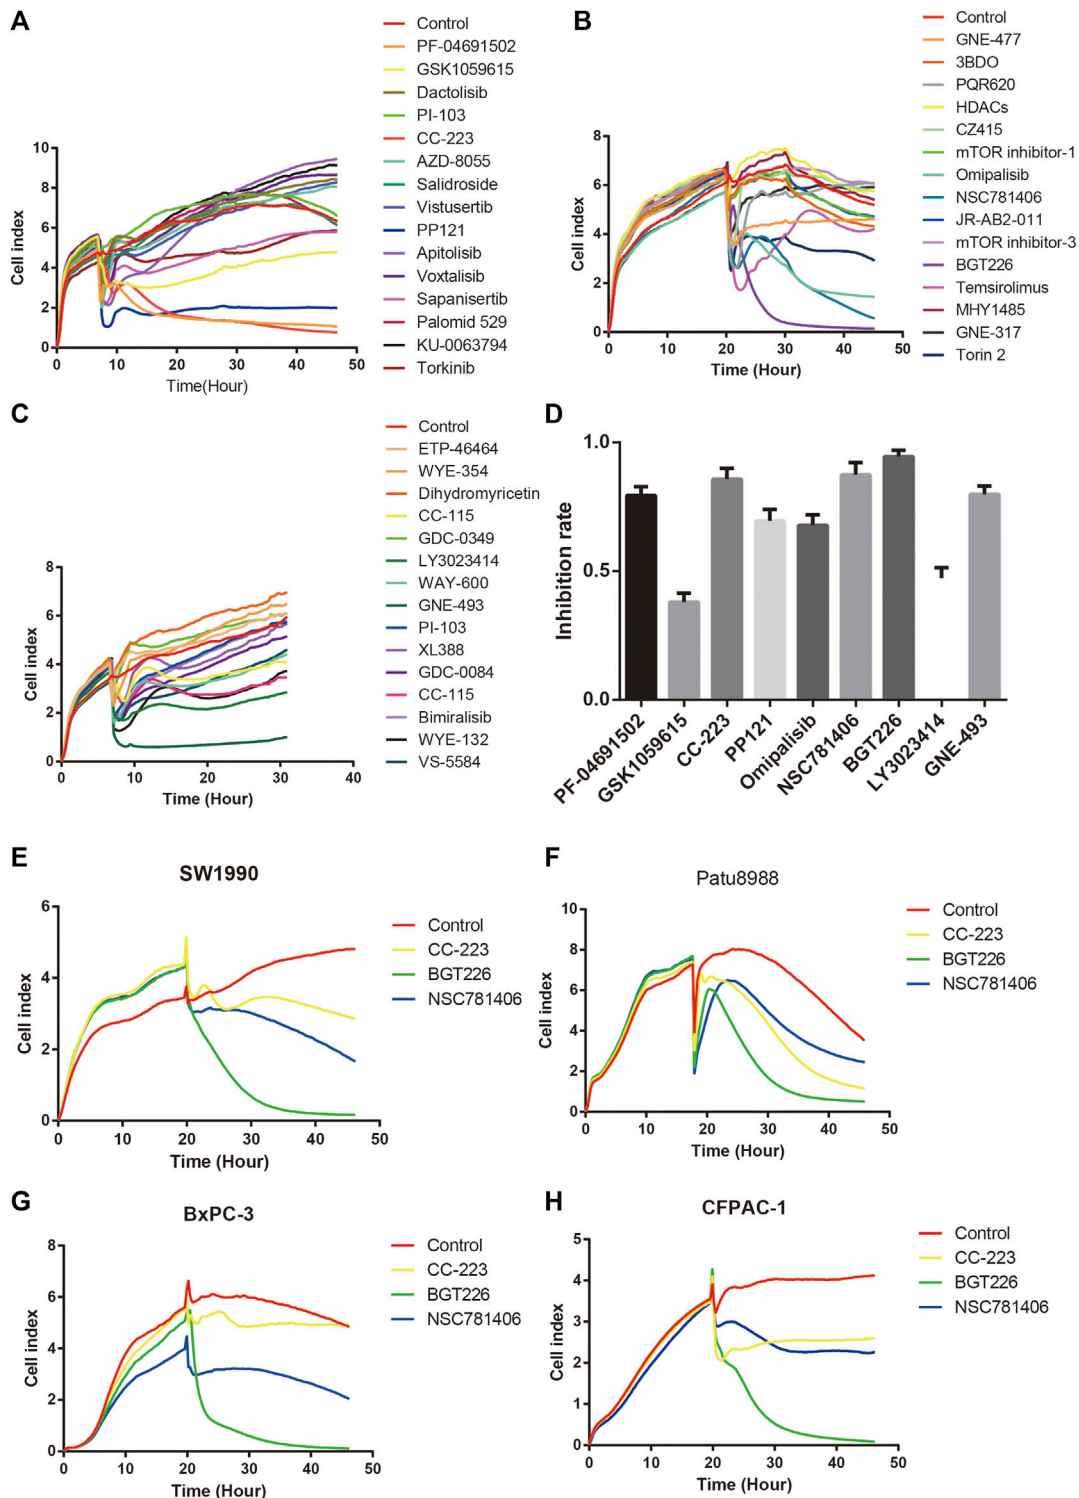 A
Control
PF-04691502
GSK1059615
Dactolisib
PI-103
CC-223
AZD-8055
Salidroside
Vistusertib
PP121
Apitolisib
Voxtalisib
Sapanisertib
Palomid 529
KU-0063794
Torkinib
Cell index
10
8
6
4
2
0
0 10 20 30 40 50
Time(Hour)
B
Control
GNE-477
3BDO
PQR620
HDACs
CZ415
mTOR inhibitor-1
Omipalisib
NSC781406
JR-AB2-011
mTOR inhibitor-3
BGT226
Temsirolimus
MHY1485
GNE-317
Torin 2
Cell index
8
6
4
2
0
0 10 20 30 40 50
Time (Hour)
C
Control
ETP-46464
WYE-354
Dihydromyricetin
CC-115
GDC-0349
LY3023414
WAY-600
GNE-493
PI-103
XL388
GDC-0084
CC-115
Bimiralisib
WYE-132
VS-5584
Cell index
8
6
4
2
0
0 10 20 30 40
Time (Hour)
D
Inhibition rate
1.0
0.5
0.0
PF-04691502
GSK1059615
CC-223
PP121
Omipalisib
NSC781406
BGT226
LY3023414
GNE-493
E
SW1990
Control
CC-223
BGT226
NSC781406
Cell index
6
4
2
0
0 10 20 30 40 50
Time (Hour)
F
Patu8988
Control
CC-223
BGT226
NSC781406
Cell index
10
8
6
4
2
0
0 10 20 30 40 50
Time (Hour)
G
BxPC-3
Control
CC-223
BGT226
NSC781406
Cell index
8
6
4
2
0
0 10 20 30 40 50
Time (Hour)
H
CFPAC-1
Control
CC-223
BGT226
NSC781406
Cell index
5
4
3
2
1
0
0 10 20 30 40 50
Time (Hour)